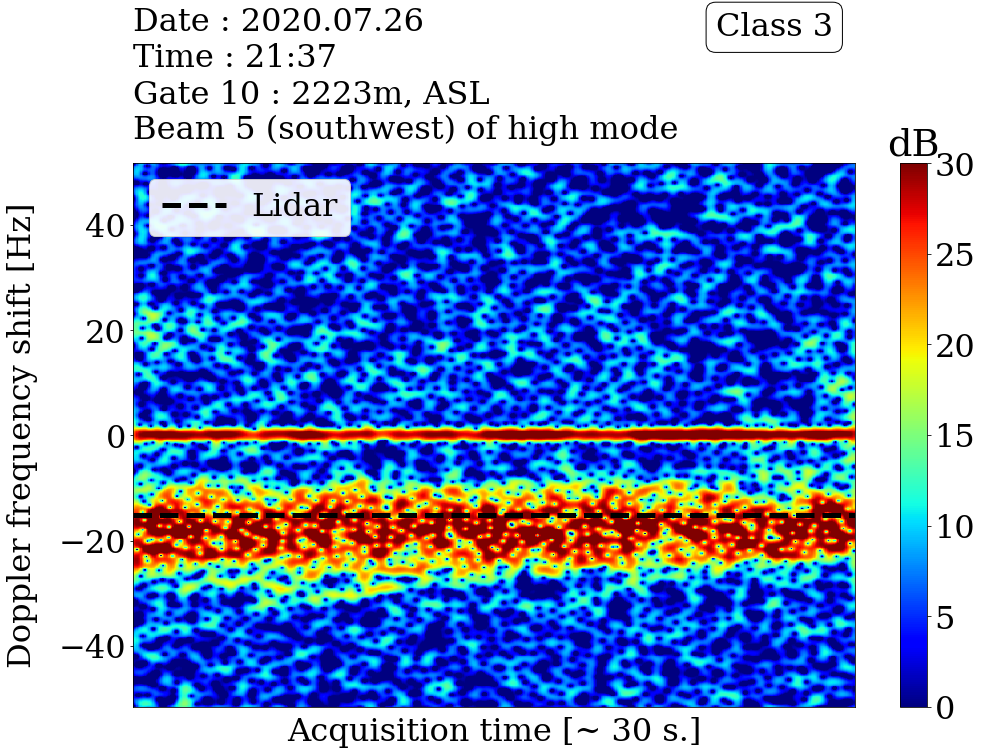 Date : 2020.07.26
Time : 21:37
Gate 10 : 2223m, ASL
Beam 5 (southwest) of high mode
Class 3
dB
Lidar
Doppler frequency shift [Hz]
40
20
0
−20
−40
30
25
20
15
10
5
0
Acquisition time [~ 30 s.]